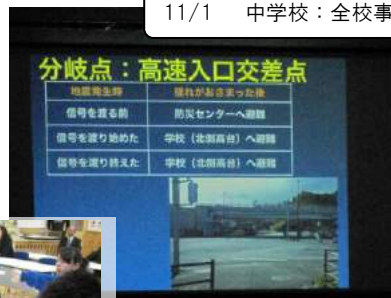 11/1 中学校：全校事
分岐点：高速入口交差点
地震発生時 揺れがおさまった後
信号を渡る前 防災センターへ避難
信号を渡り始めた 学校（北側高台）へ避難
信号を渡り終えた 学校（北側高台）へ避難